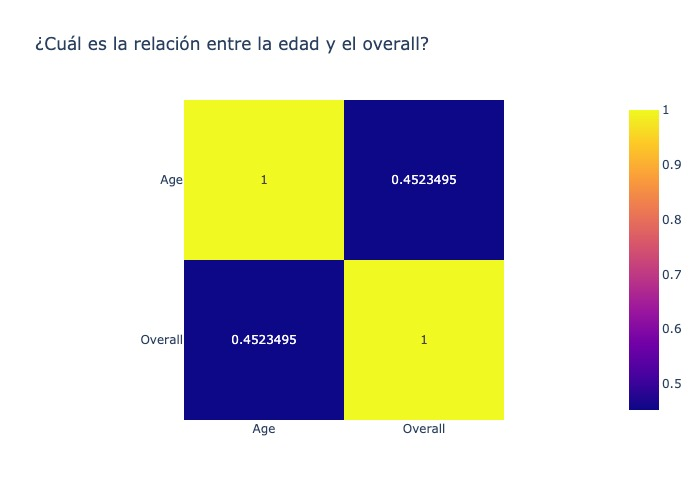 ¿Cuál es la relación entre la edad y el overall?
1
Age
1
0.4523495
0.9
0.8
0.7
0.6
Overall
0.4523495
1
0.5
Age
Overall